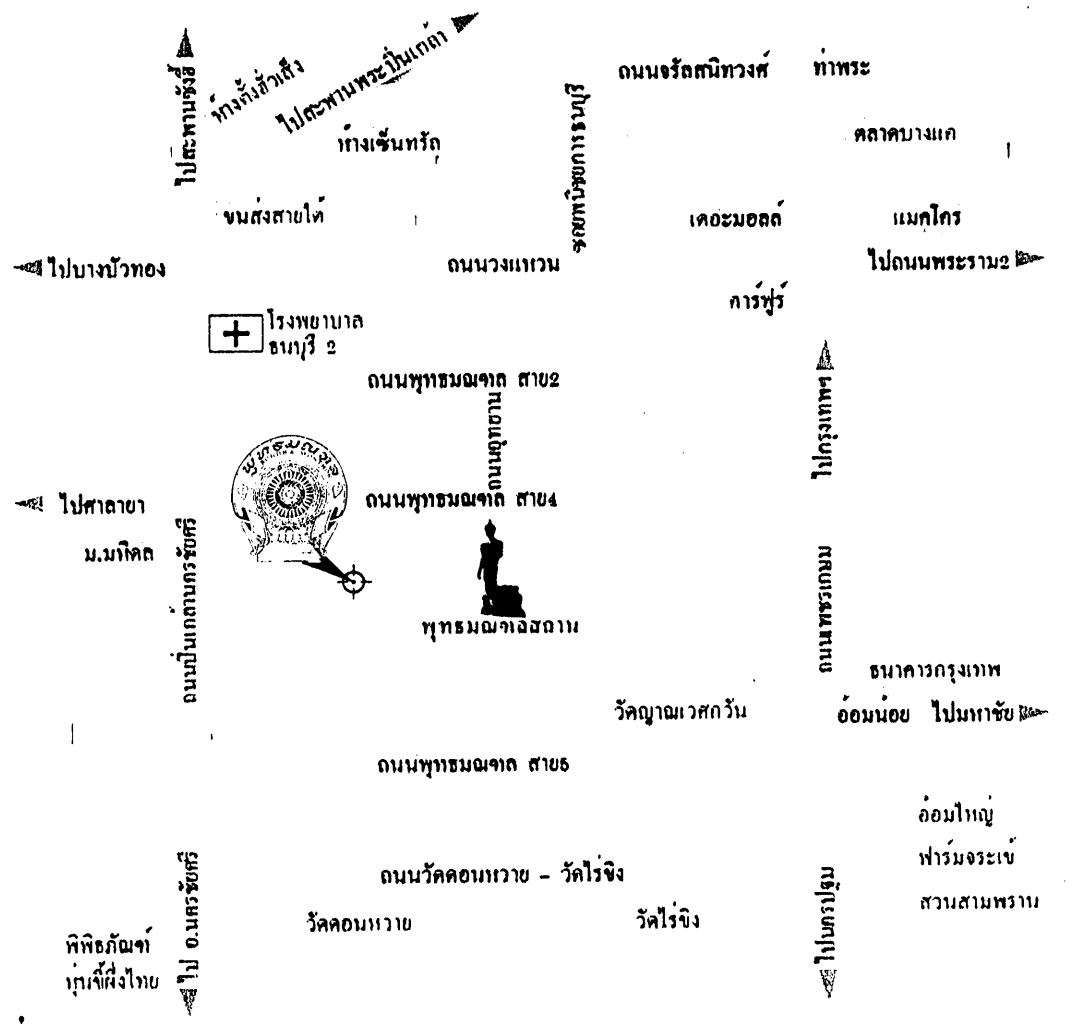 ไปสะพานซังฮี้
ห้างตั้งฮั่วเส็ง
ไปสะพานพระปิ่นเกล้า
ห้างเซ็นทรัล
ถนนจรัลสนิทวงศ์ ท่าพระ
ซอยพนิชยการธนบุรี
ตลาดบางแค
ขนส่งสายใต้
เดอะมอลล์ แมคโคร
ไปบางบัวทอง
ถนนวงแหวน
ไปถนนพระราม2
คาร์ฟูร์
โรงพยาบาล
ธนบุรี 2
ถนนพุทธมณฑล สาย2
ถนนอุทยาน
ไปกรุงเทพฯ
พุทธมณฑล
ไปศาลายา
ถนนพุทธมณฑล สาย4
ม.มหิดล
ถนนปิ่นเกล้านครชัยศรี
พุทธมณฑลสถาน
ถนนเพชรเกษม
ธนาคารกรุงเทพ
วัดญาณเวศกวัน
อ้อมน้อย ไปมหาชัย
ถนนพุทธมณฑล สาย5
อ้อมใหญ่
ฟาร์มจระเข้
สวนสามพราน
ถนนวัดดอนหวาย - วัดไร่ขิง
วัดดอนหวาย
วัดไร่ขิง
ไป อ.นครชัยศรี
ไปนครปฐม
พิพิธภัณฑ์
หุ่นขี้ผึ้งไทย